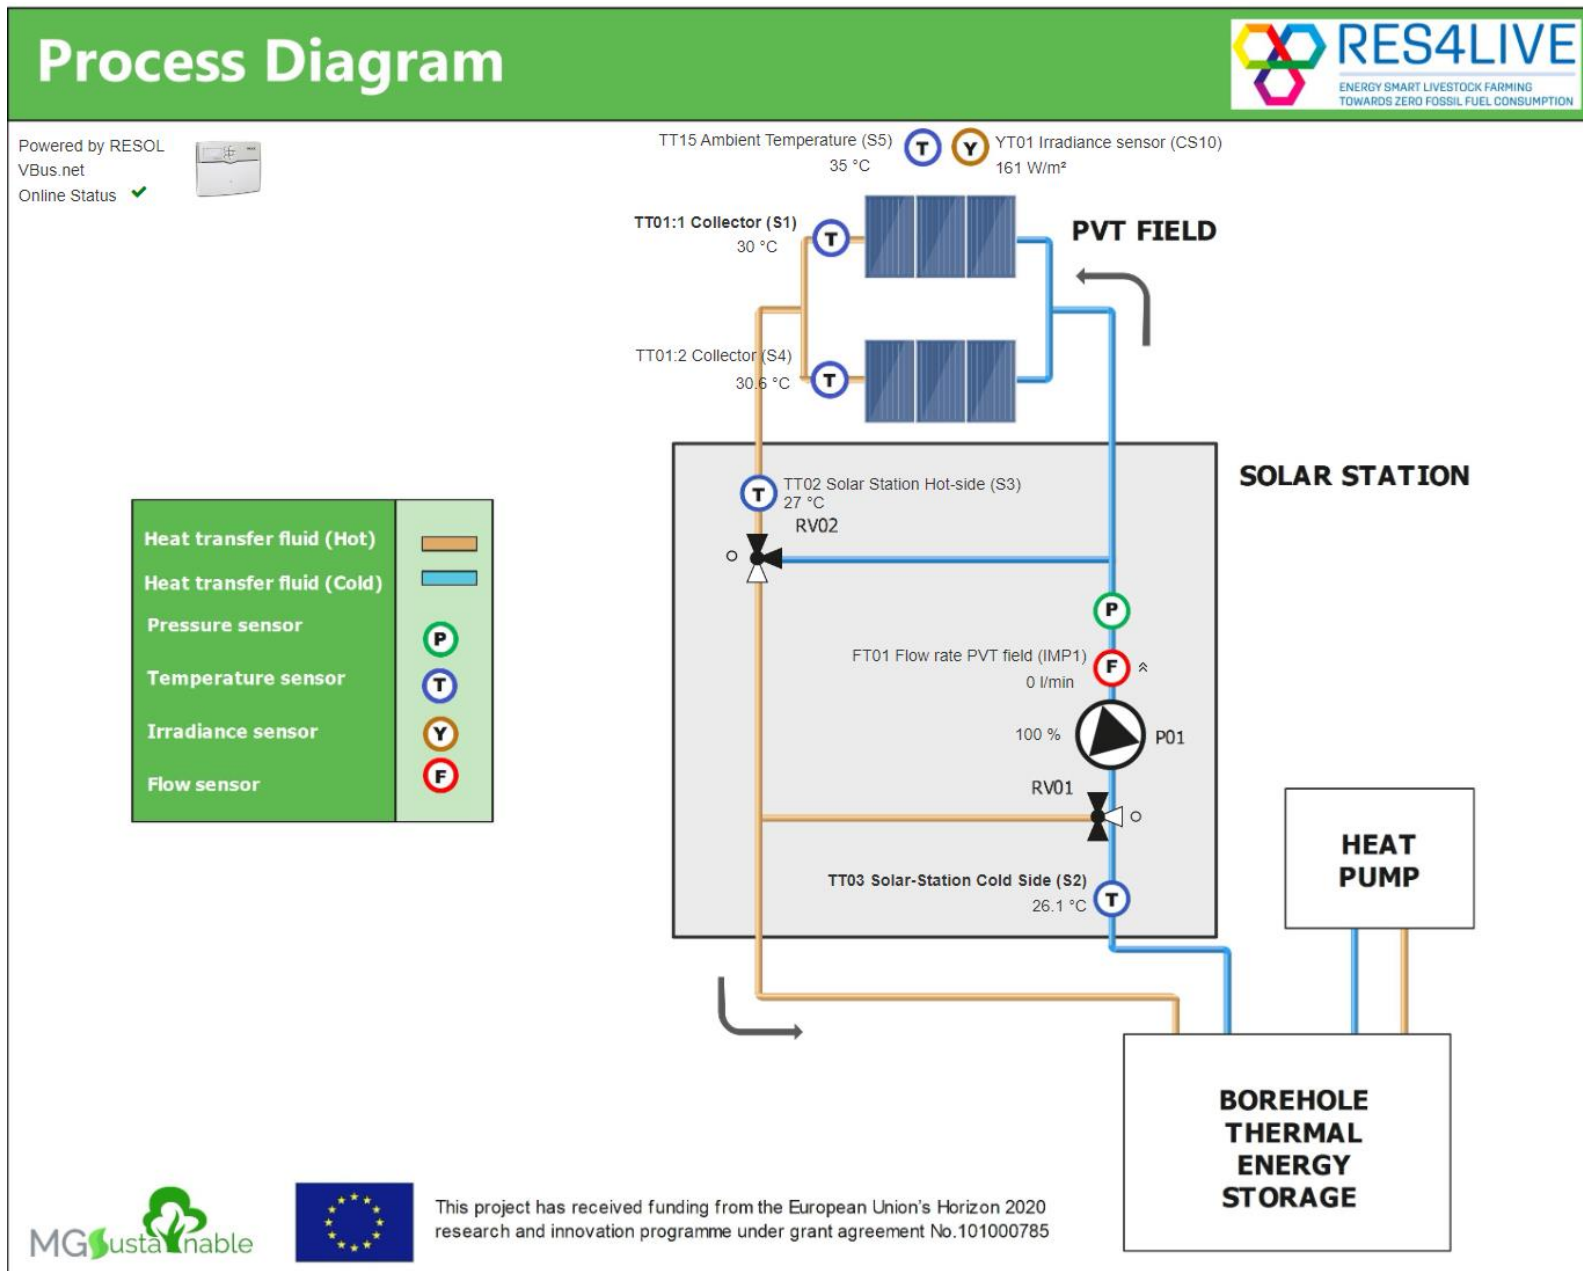 Process Diagram
RES4LIVE
ENERGY SMART LIVESTOCK FARMING
TOWARDS ZERO FOSSIL FUEL CONSUMPTION
Powered by RESOL
VBus.net
Online Status
TT15 Ambient Temperature (S5)
35 °C
T
Y
YT01 Irradiance sensor (CS10)
161 W/m²
TT01:1 Collector (S1)
30 °C
T
PVT FIELD
TT01:2 Collector (S4)
30.6 °C
T
SOLAR STATION
T
TT02 Solar Station Hot-side (S3)
27 °C
RV02
Heat transfer fluid (Hot)
Heat transfer fluid (Cold)
Pressure sensor
P
Temperature sensor
T
Irradiance sensor
Y
Flow sensor
F
P
FT01 Flow rate PVT field (IMP1)
0 l/min
F
100 %
P01
RV01
TT03 Solar-Station Cold Side (S2)
26.1 °C
T
HEAT
PUMP
BOREHOLE
THERMAL
ENERGY
STORAGE
MGSustainable
This project has received funding from the European Union's Horizon 2020
research and innovation programme under grant agreement No.101000785